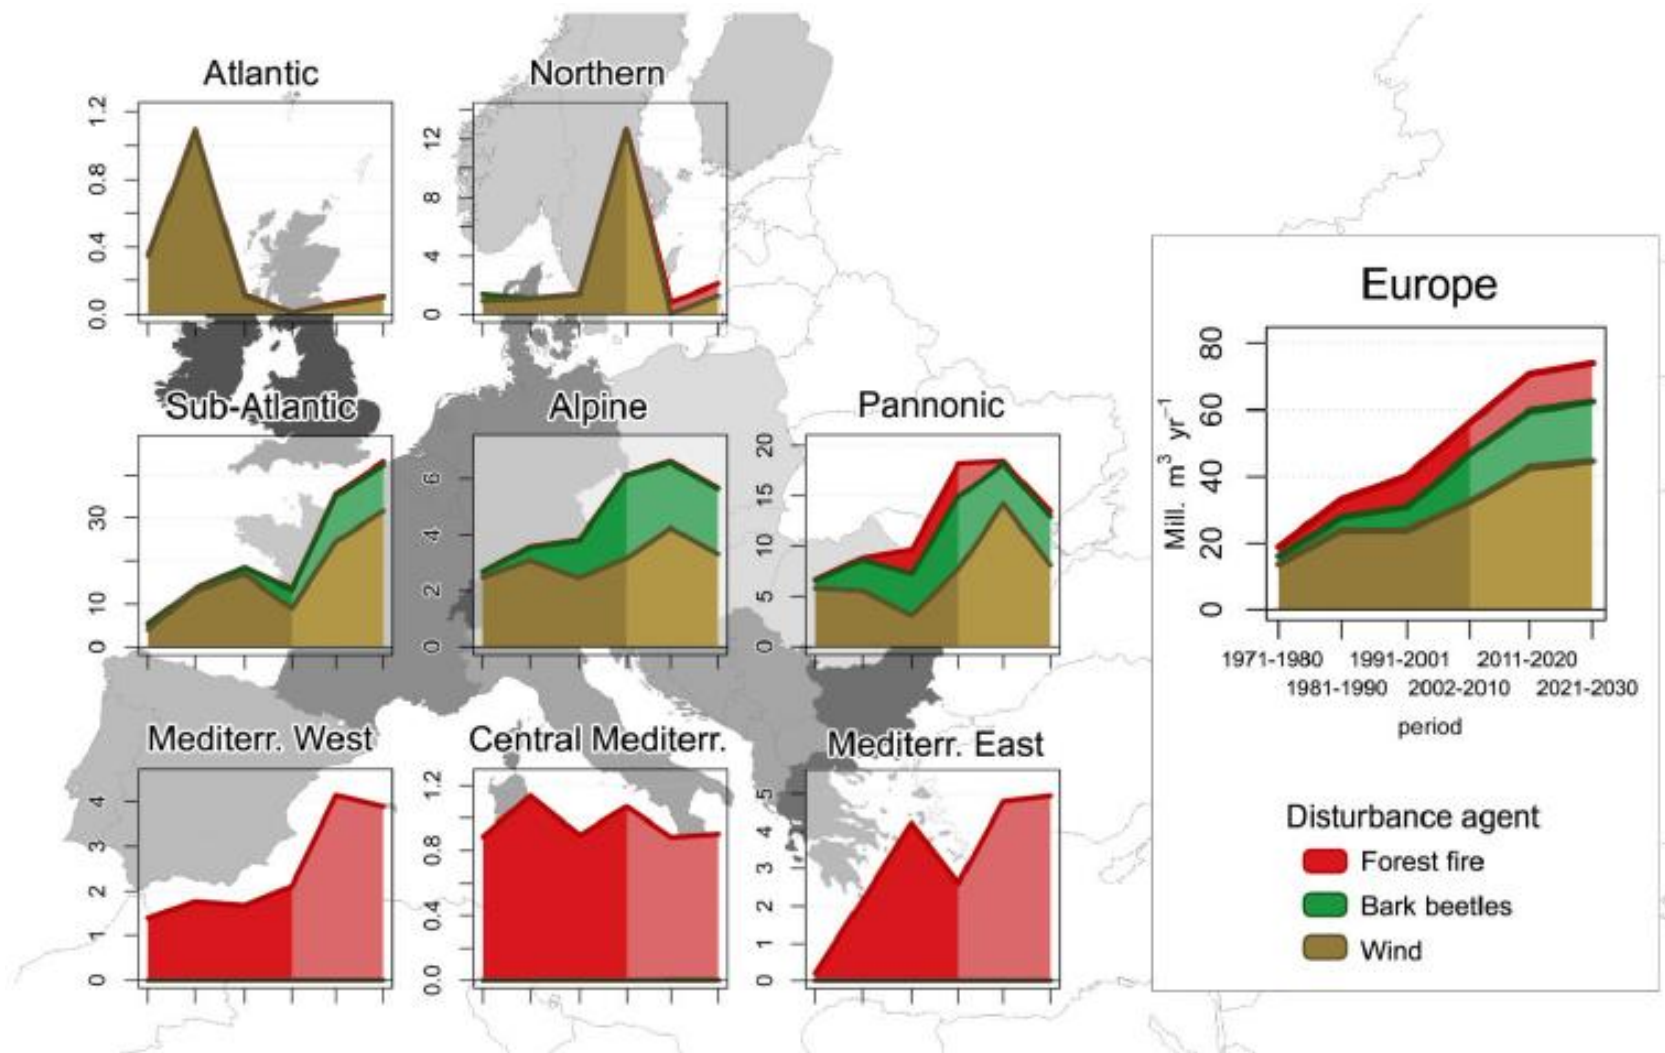 Atlantic
1.2
0.8
0.4
0.0
Northern
12
8
4
0
Sub-Atlantic
30
10
0
Alpine
6
4
2
0
Pannonic
20
15
10
5
0
Mediterr. West
4
3
2
1
0
Central Mediterr.
1.2
0.8
0.4
0.0
Mediterr. East
5
4
3
2
1
0
Europe
Mill. m³ yr⁻¹
80
60
40
20
0
1971-1980 1991-2001 2011-2020
1981-1990 2002-2010 2021-2030
period
Disturbance agent
Forest fire
Bark beetles
Wind